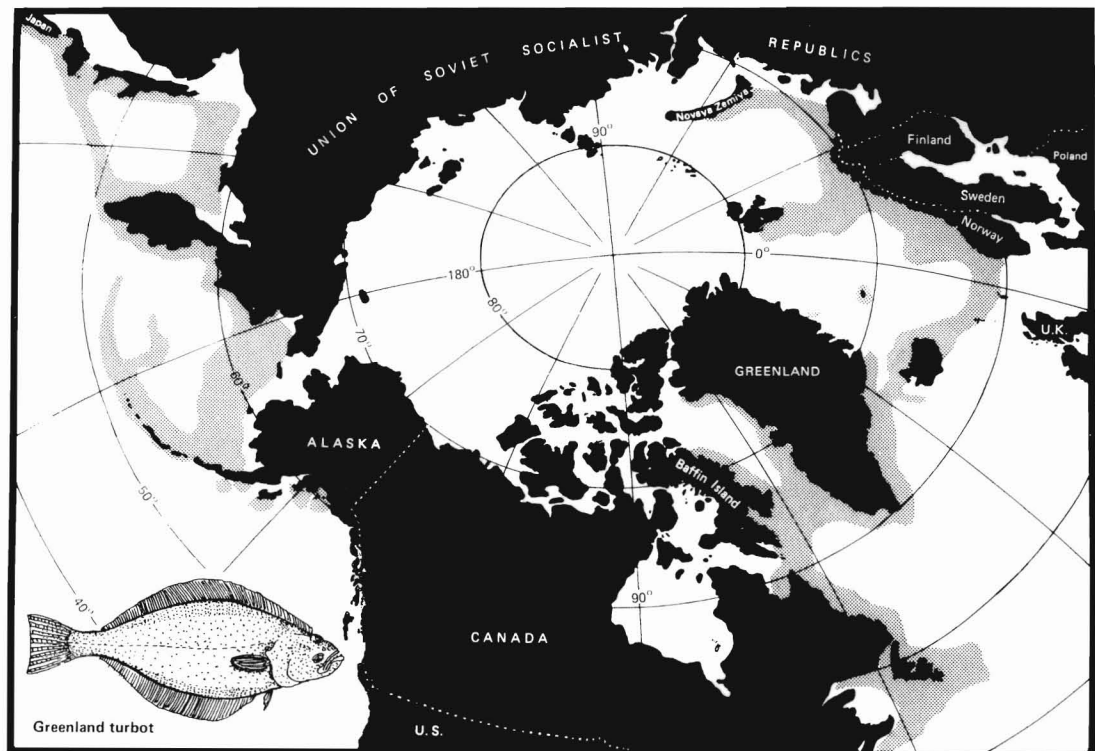 Japan
UNION OF SOVIET SOCIALIST REPUBLICS
Novaya Zemlya
Finland
Poland
Sweden
Norway
90°
0°
180°
80°
70°
60°
U.K.
GREENLAND
ALASKA
Baffin Island
50°
40°
90°
CANADA
U.S.
Greenland turbot